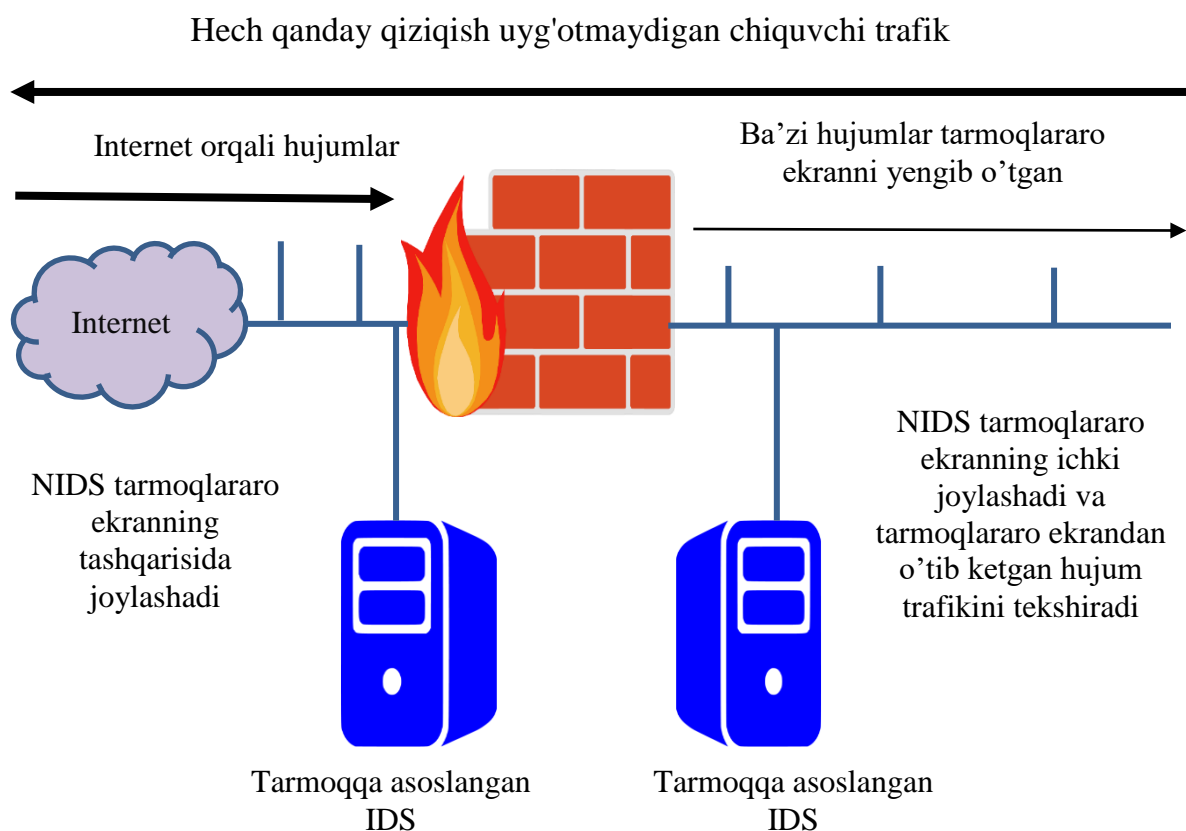 Hech qanday qiziqish uyg'otmaydigan chiquvchi trafik
Internet orqali hujumlar
Ba’zi hujumlar tarmoqlararo
ekranni yengib o’tgan
Internet
NIDS tarmoqlararo
ekranning
tashqarisida
joylashadi
NIDS tarmoqlararo
ekranning ichki
joylashadi va
tarmoqlararo ekrandan
o’tib ketgan hujum
trafikini tekshiradi
Tarmoqqa asoslangan
IDS
Tarmoqqa asoslangan
IDS